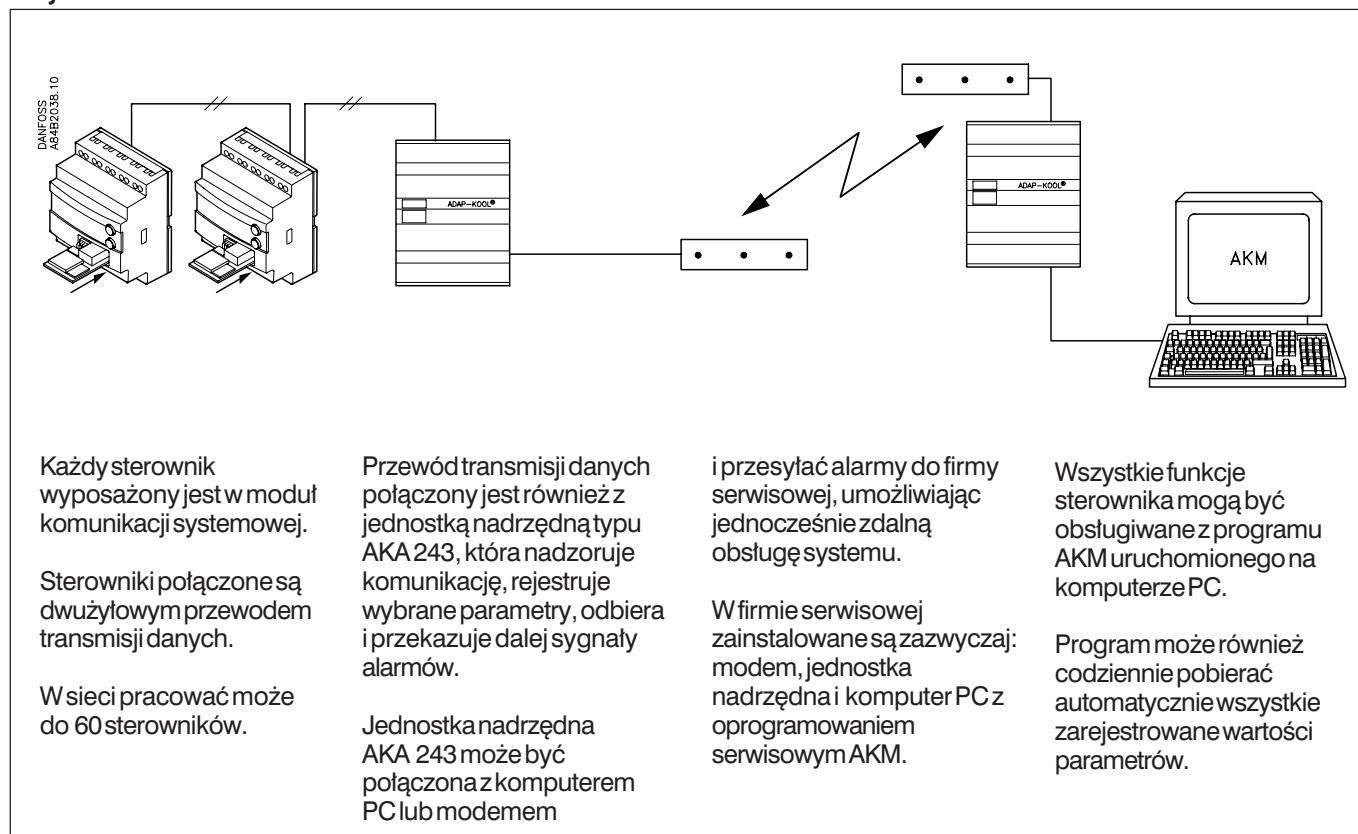 DANFOSS
A84B2038.10
ADAP-KOOL®
ADAP-KOOL®
AKM
Każdy sterownik
wyposażony jest w moduł
komunikacji systemowej.
Sterowniki połączone są
dwużyłowym przewodem
transmisji danych.
W sieci pracować może
do 60 sterowników.
Przewód transmisji danych
połączony jest również z
jednostką nadrzędną typu
AKA 243, która nadzoruje
komunikację, rejestruje
wybrane parametry, odbiera
i przekazuje dalej sygnały
alarmów.
Jednostka nadrzędna
AKA 243 może być
połączona z komputerem
PC lub modemem
i przesyłać alarmy do firmy
serwisowej, umożliwiając
jednocześnie zdalną
obsługę systemu.
W firmie serwisowej
zainstalowane są zazwyczaj:
modem, jednostka
nadrzędna i komputer PC z
oprogramowaniem
serwisowym AKM.
Wszystkie funkcje
sterownika mogą być
obsługiwane z programu
AKM uruchomionego na
komputerze PC.
Program może również
codziennie pobierać
automatycznie wszystkie
zarejestrowane wartości
parametrów.